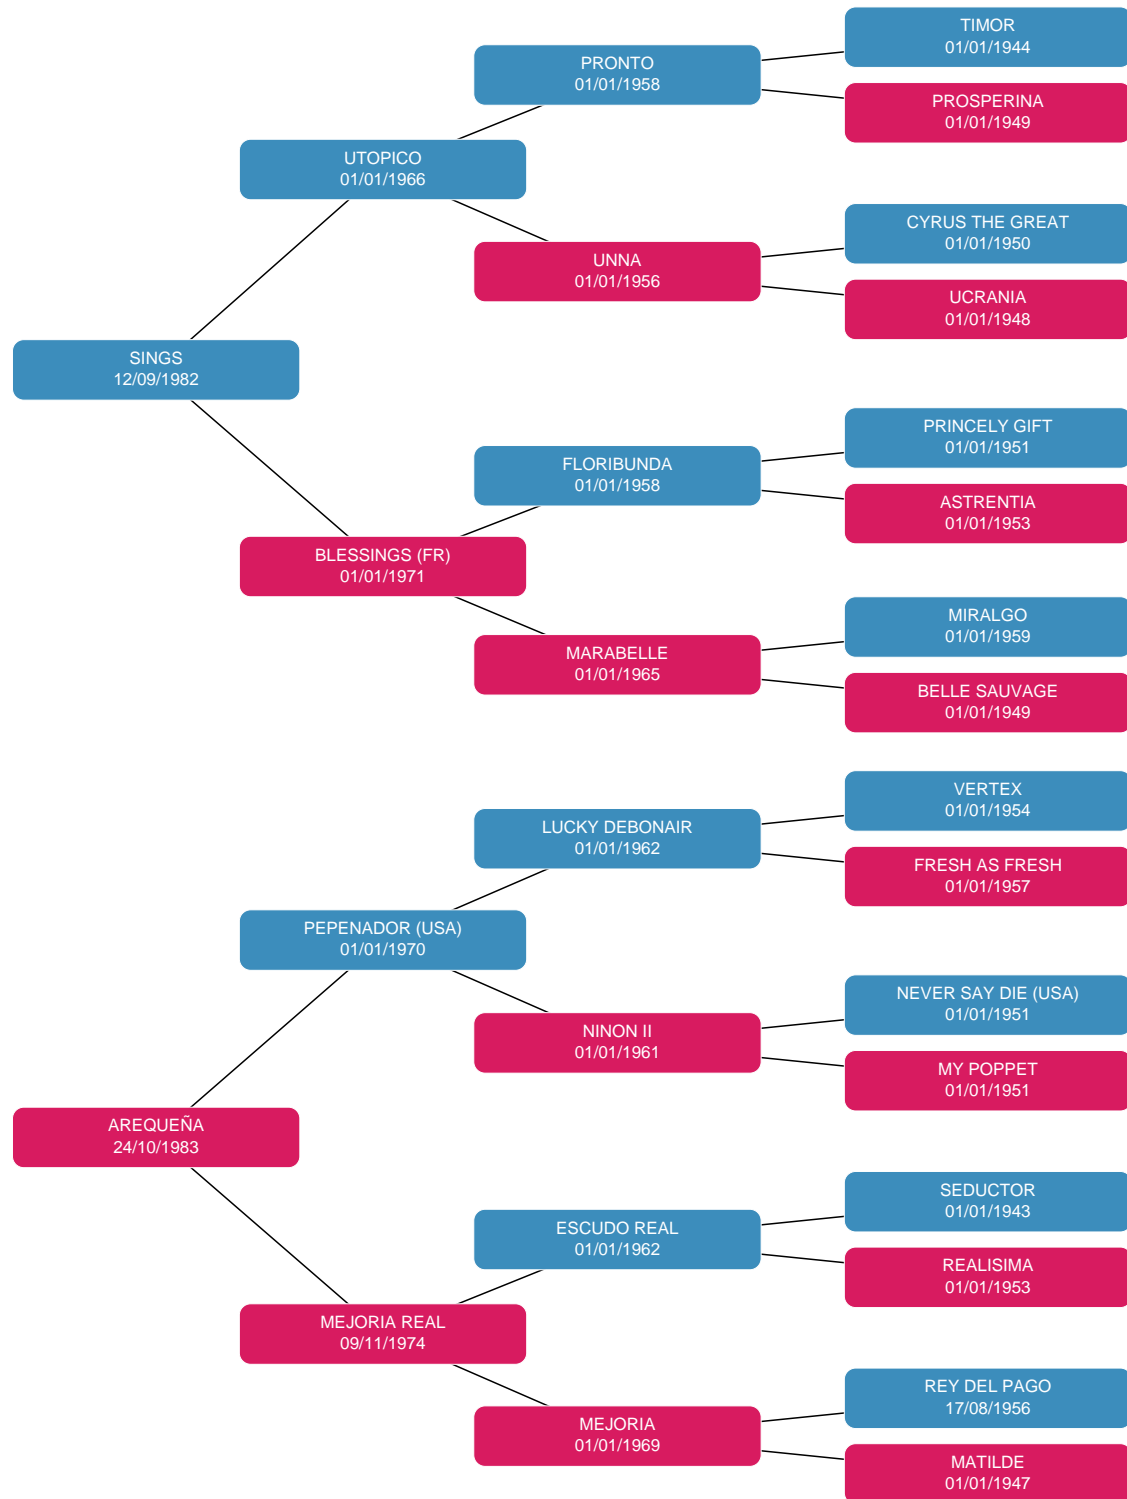 TIMOR
01/01/1944
PRONTO
01/01/1958
PROSPERINA
01/01/1949
UTOPICO
01/01/1966
CYRUS THE GREAT
01/01/1950
UNNA
01/01/1956
UCRANIA
01/01/1948
SINGS
12/09/1982
PRINCELY GIFT
01/01/1951
FLORIBUNDA
01/01/1958
ASTRENTIA
01/01/1953
BLESSINGS (FR)
01/01/1971
MIRALGO
01/01/1959
MARABELLE
01/01/1965
BELLE SAUVAGE
01/01/1949
VERTEX
01/01/1954
LUCKY DEBONAIR
01/01/1962
FRESH AS FRESH
01/01/1957
PEPENADOR (USA)
01/01/1970
NEVER SAY DIE (USA)
01/01/1951
NINON II
01/01/1961
MY POPPET
01/01/1951
AREQUEÑA
24/10/1983
SEDUCTOR
01/01/1943
ESCUDO REAL
01/01/1962
REALISIMA
01/01/1953
MEJORIA REAL
09/11/1974
REY DEL PAGO
17/08/1956
MEJORIA
01/01/1969
MATILDE
01/01/1947